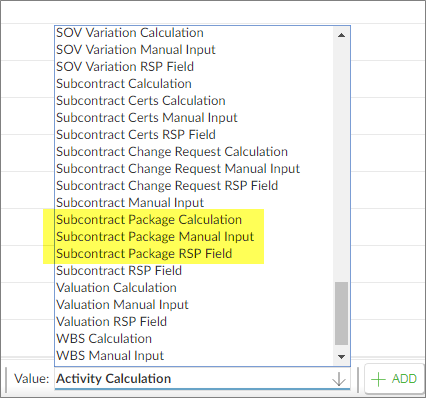 SOV Variation Calculation
SOV Variation Manual Input
SOV Variation RSP Field
Subcontract Calculation
Subcontract Certs Calculation
Subcontract Certs Manual Input
Subcontract Certs RSP Field
Subcontract Change Request Calculation
Subcontract Change Request Manual Input
Subcontract Change Request RSP Field
Subcontract Manual Input
Subcontract Package Calculation
Subcontract Package Manual Input
Subcontract Package RSP Field
Subcontract RSP Field
Valuation Calculation
Valuation Manual Input
Valuation RSP Field
WBS Calculation
WBS Manual Input
Value: Activity Calculation ADD